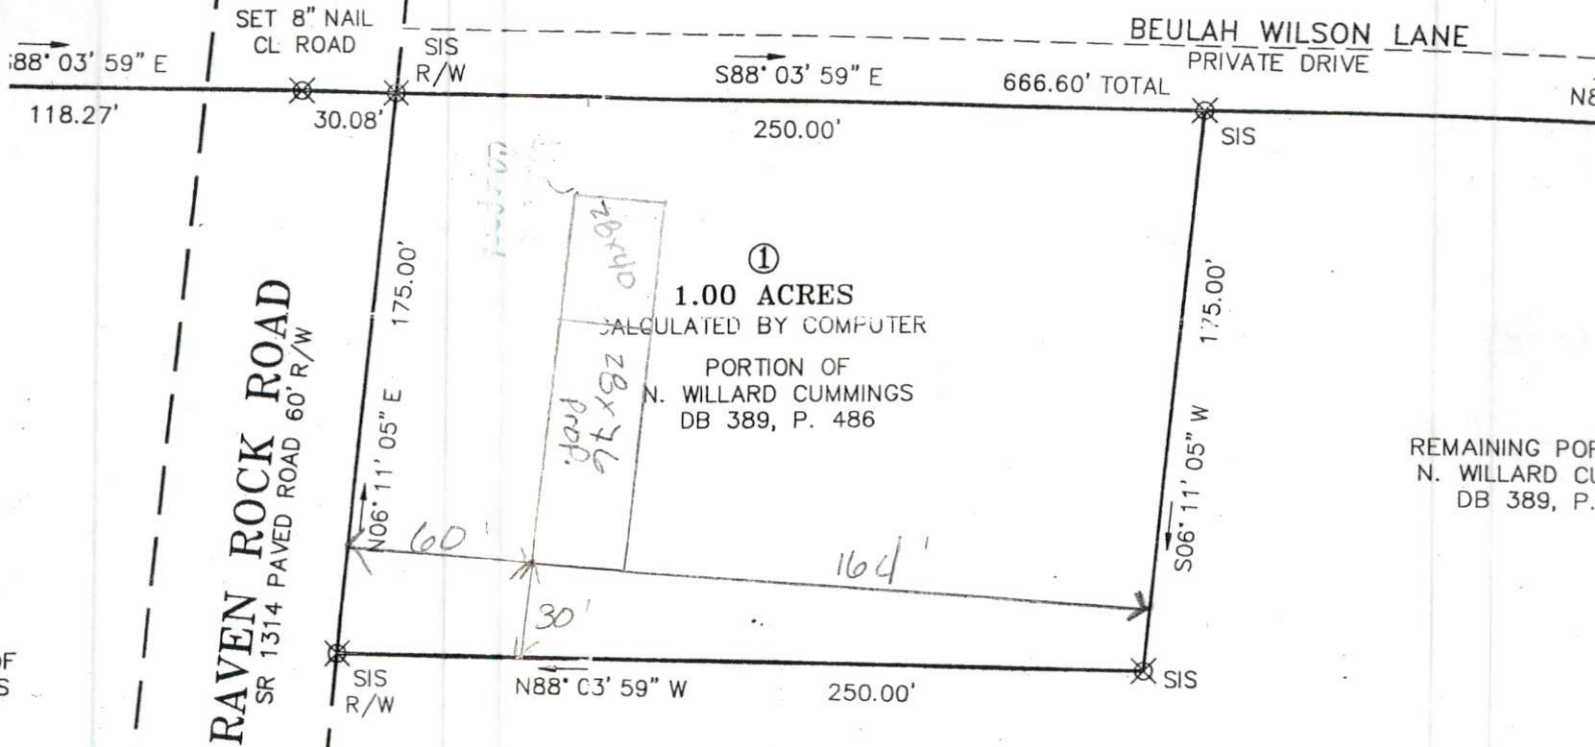 SET 8" NAIL
CL ROAD
SIS
R/W
BEULAH WILSON LANE
PRIVATE DRIVE
S88° 03' 59" E
S88° 03' 59" E
666.60' TOTAL
118.27'
30.08'
250.00'
SIS
175.00'
N06° 11' 05" E
28x40
28x76
Prop.
①
1.00 ACRES
CALCULATED BY COMPUTER
PORTION OF
N. WILLARD CUMMINGS
DB 389, P. 486
175.00'
S06° 11' 05" W
REMAINING
N. WILLARD
DB 389, P.
RAVEN ROCK ROAD
SR 1314 PAVED ROAD 60' R/W
60'
164'
30'
SIS
R/W
N88° 03' 59" W
250.00'
SIS